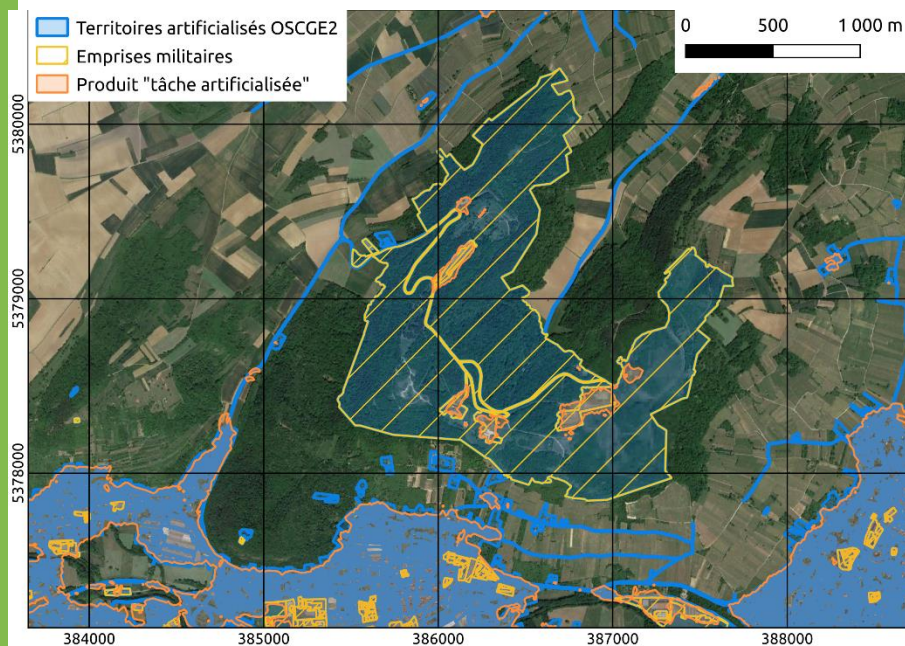 Territoires artificialisés OSCGE2
Emprises militaires
Produit "tâche artificialisée"
0 500 1 000 m
5380000
5379000
5378000
384000 385000 386000 387000 388000